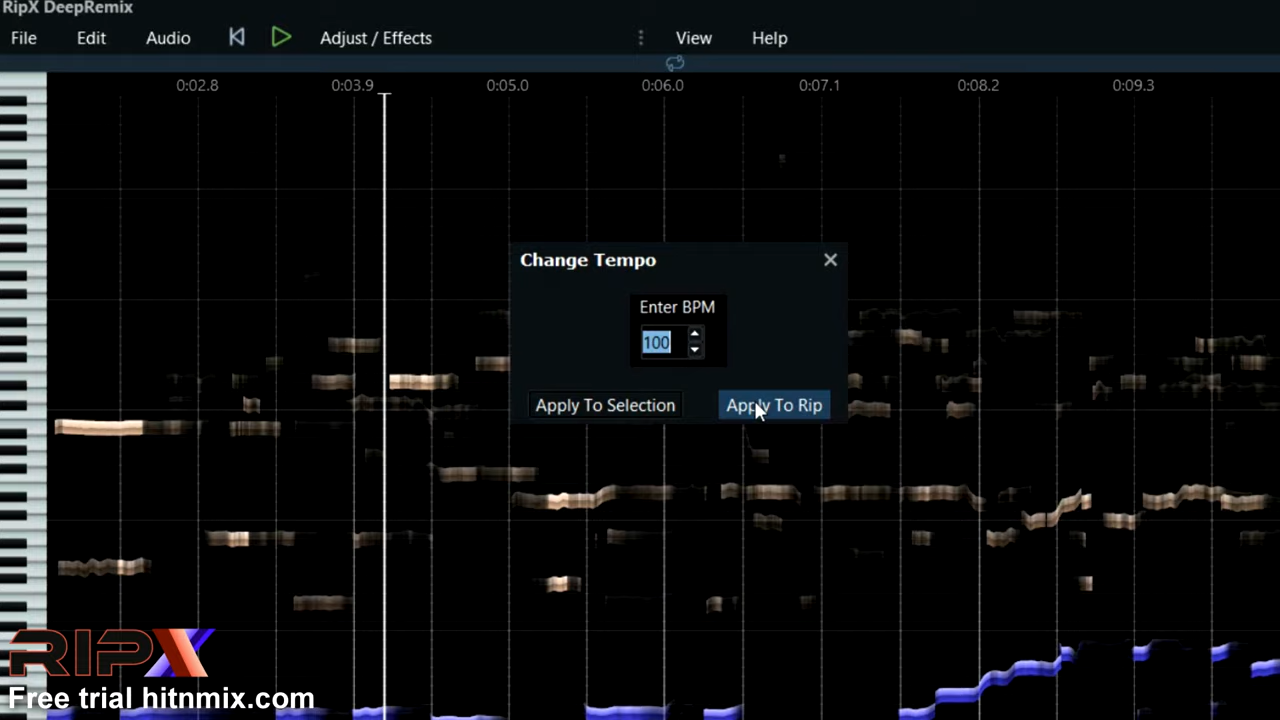 RipX DeepRemix
File Edit Audio Adjust / Effects View Help
0:02.8 0:03.9 0:05.0 0:06.0 0:07.1 0:08.2 0:09.3
Change Tempo
Enter BPM
100
Apply To Selection Apply To Rip
RIPX
Free trial hitnmix.com